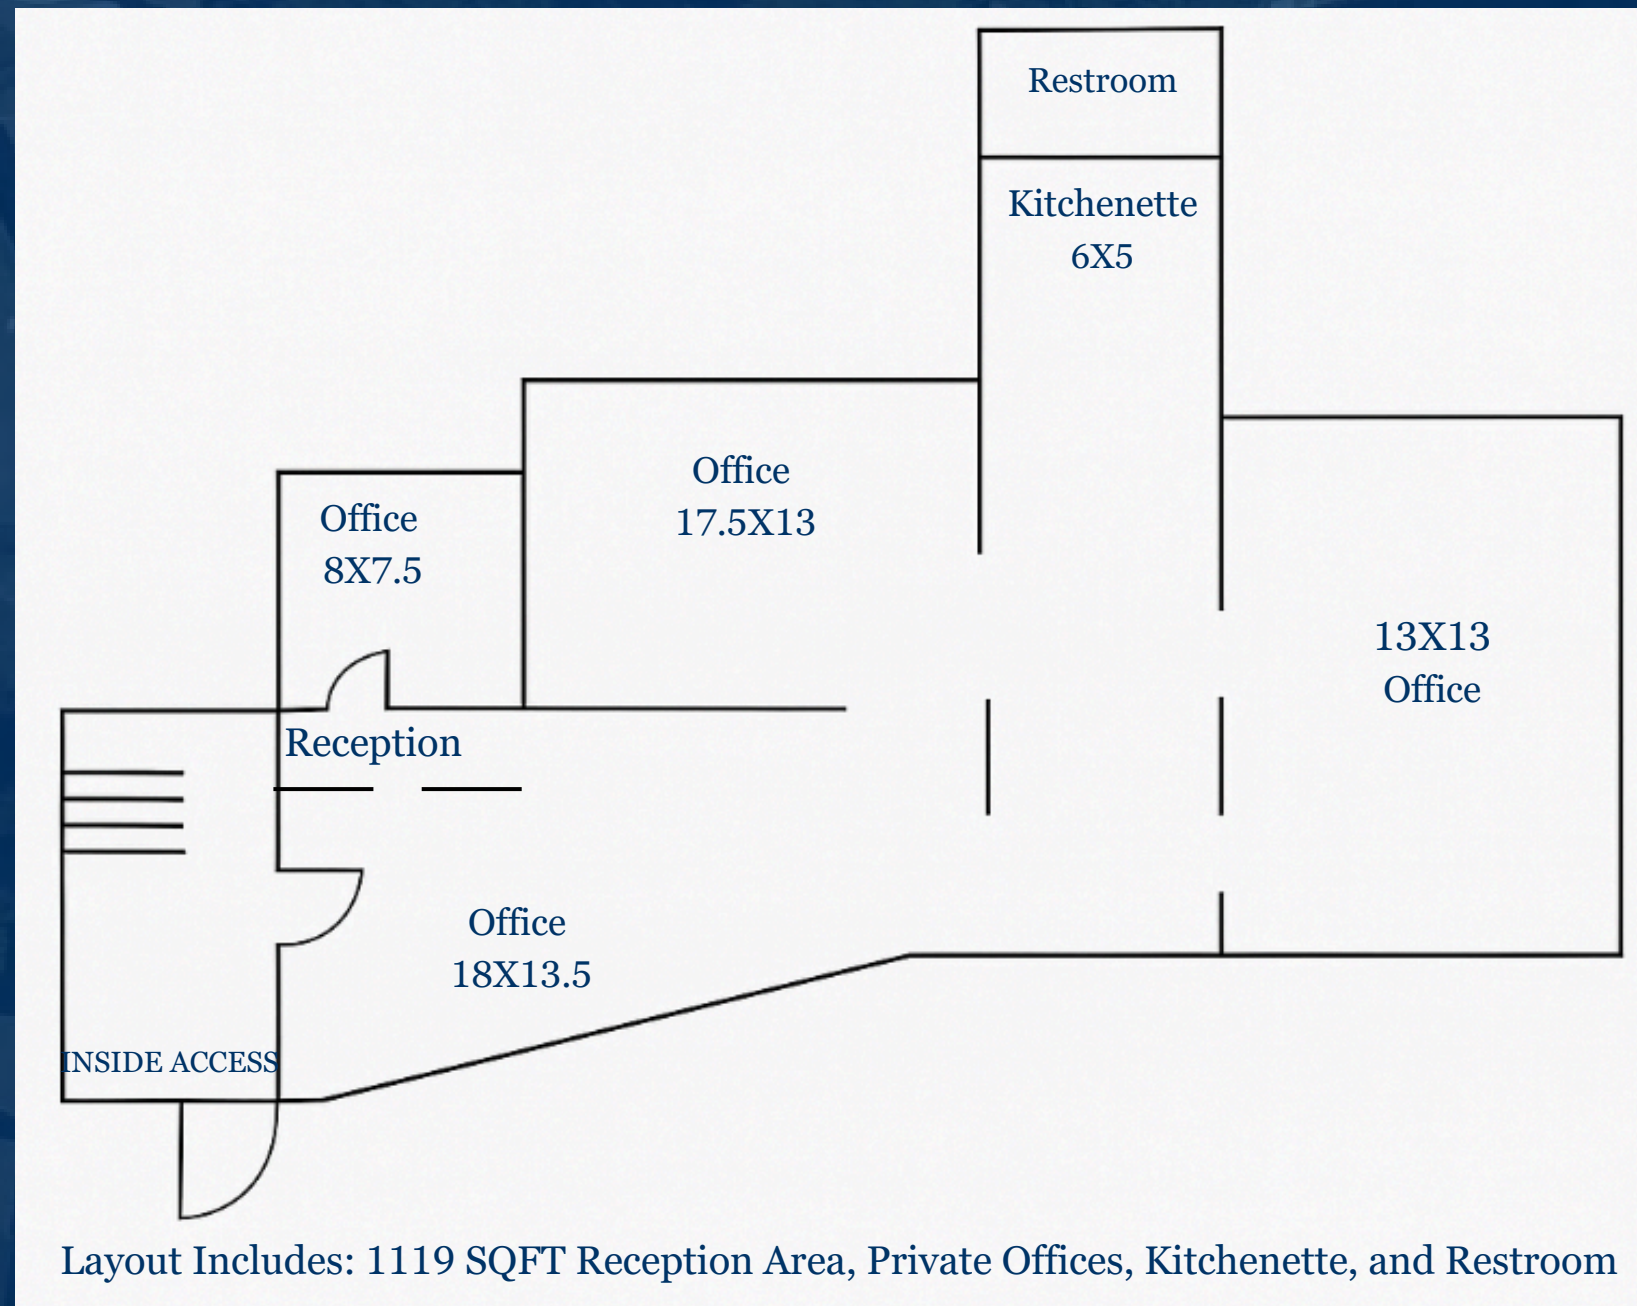 Restroom
Kitchenette
6X5
Office
17.5X13
Office
8X7.5
13X13
Office
Reception
Office
18X13.5
INSIDE ACCESS
Layout Includes: 1119 SQFT Reception Area, Private Offices, Kitchenette, and Restroom